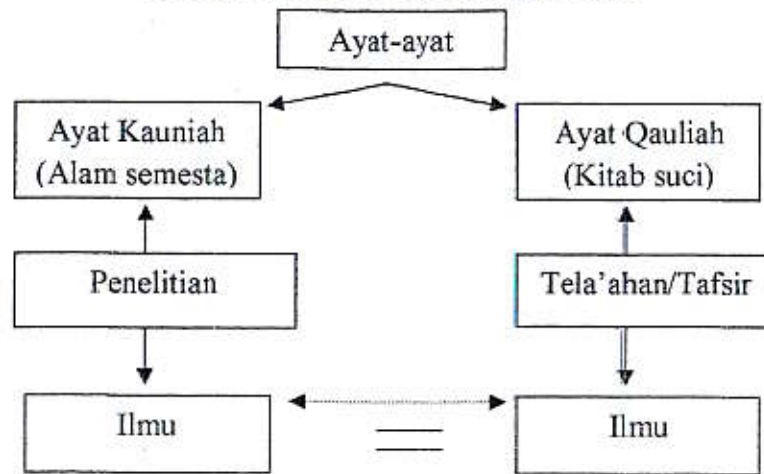 Ayat-ayat
Ayat Kauniah
(Alam semesta)
Ayat Qauliah
(Kitab suci)
Penelitian
Tela'ahan/Tafsir
Ilmu
Ilmu